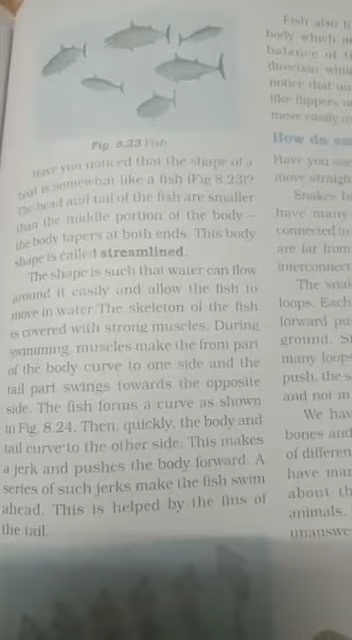 Fig. 8.23 Fish
Have you noticed that the shape of a
boat is somewhat like a fish (Fig 8.23)?
The head and tail of the fish are smaller
than the middle portion of the body –
the body tapers at both ends. This body
shape is called streamlined.
The shape is such that water can flow
around it easily and allow the fish to
move in water. The skeleton of the fish
is covered with strong muscles. During
swimming, muscles make the front part
of the body curve to one side and the
tail part swings towards the opposite
side. The fish forms a curve as shown
in Fig. 8.24. Then, quickly, the body and
tail curve to the other side. This makes
a jerk and pushes the body forward. A
series of such jerks make the fish swim
ahead. This is helped by the fins of
the tail.
Fish also
body which
balance of
direction, 
notice that
like flippers
move easily
How do
Have you
move straight
Snakes
have many
connected
are far from
interconnect
The
loops. Each
forward
ground.
many loops
push, the
and not in
We
bones and
of
have
about
animals.